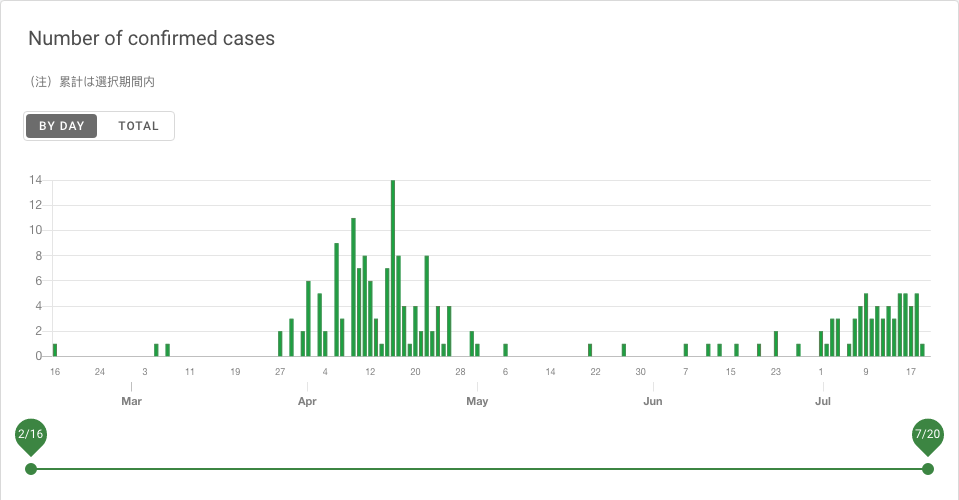 Number of confirmed cases
（注）累計は選択期間内
BY DAY TOTAL
14
12
10
8
6
4
2
0
16 24 3 11 19 27 4 12 20 28 6 14 22 30 7 15 23 1 9 17
Mar Apr May Jun Jul
2/16 7/20